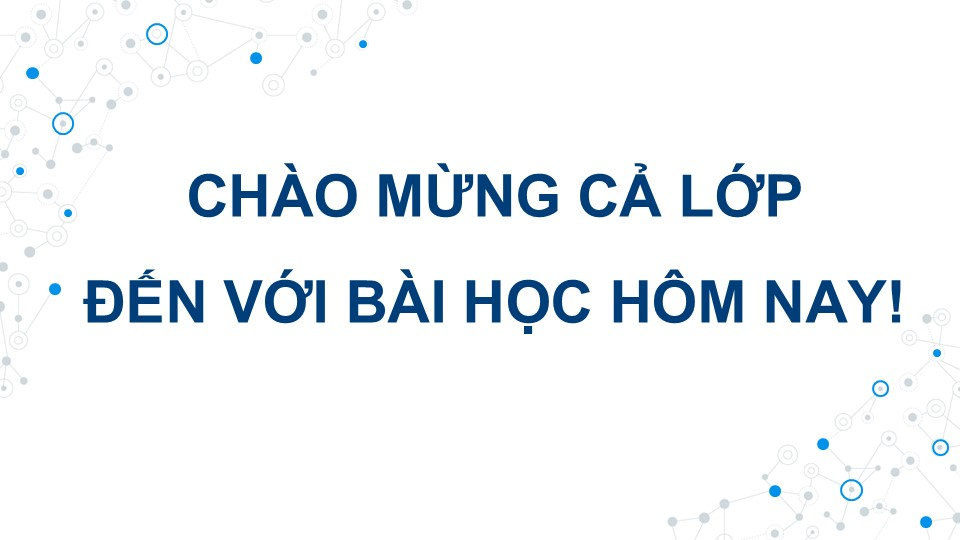 CHÀO MỪNG CẢ LỚP
ĐẾN VỚI BÀI HỌC HÔM NAY!